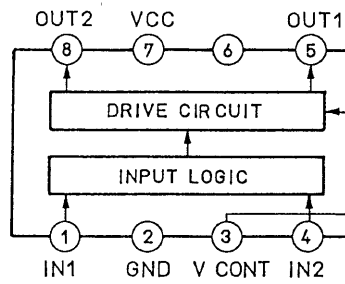 OUT2 VCC OUT1
8 7 6 5
DRIVE CIRCUIT
INPUT LOGIC
1 2 3 4
IN1 GND V CONT IN2